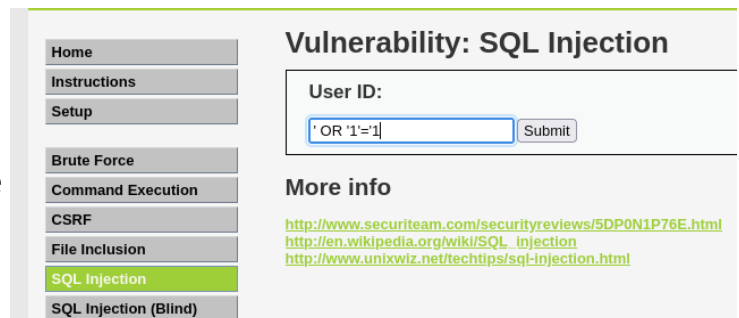 Home
Instructions
Setup
Brute Force
Command Execution
CSRF
File Inclusion
SQL Injection
SQL Injection (Blind)
Vulnerability: SQL Injection
User ID:
' OR '1'='1
Submit
More info
http://www.securiteam.com/securityreviews/5DP0N1P76E.html
http://en.wikipedia.org/wiki/SQL_injection
http://www.unixwiz.net/techtips/sql-injection.html